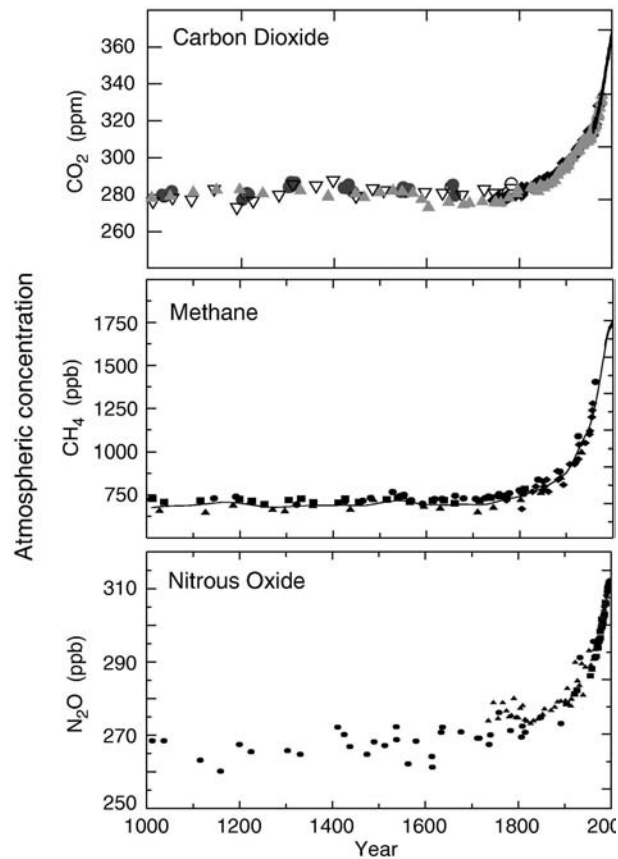 Atmospheric concentration
Carbon Dioxide
CO₂ (ppm)
360
340
320
300
280
260
Methane
CH₄ (ppb)
1750
1500
1250
1000
750
Nitrous Oxide
N₂O (ppb)
310
290
270
250
1000 1200 1400 1600 1800 2000
Year